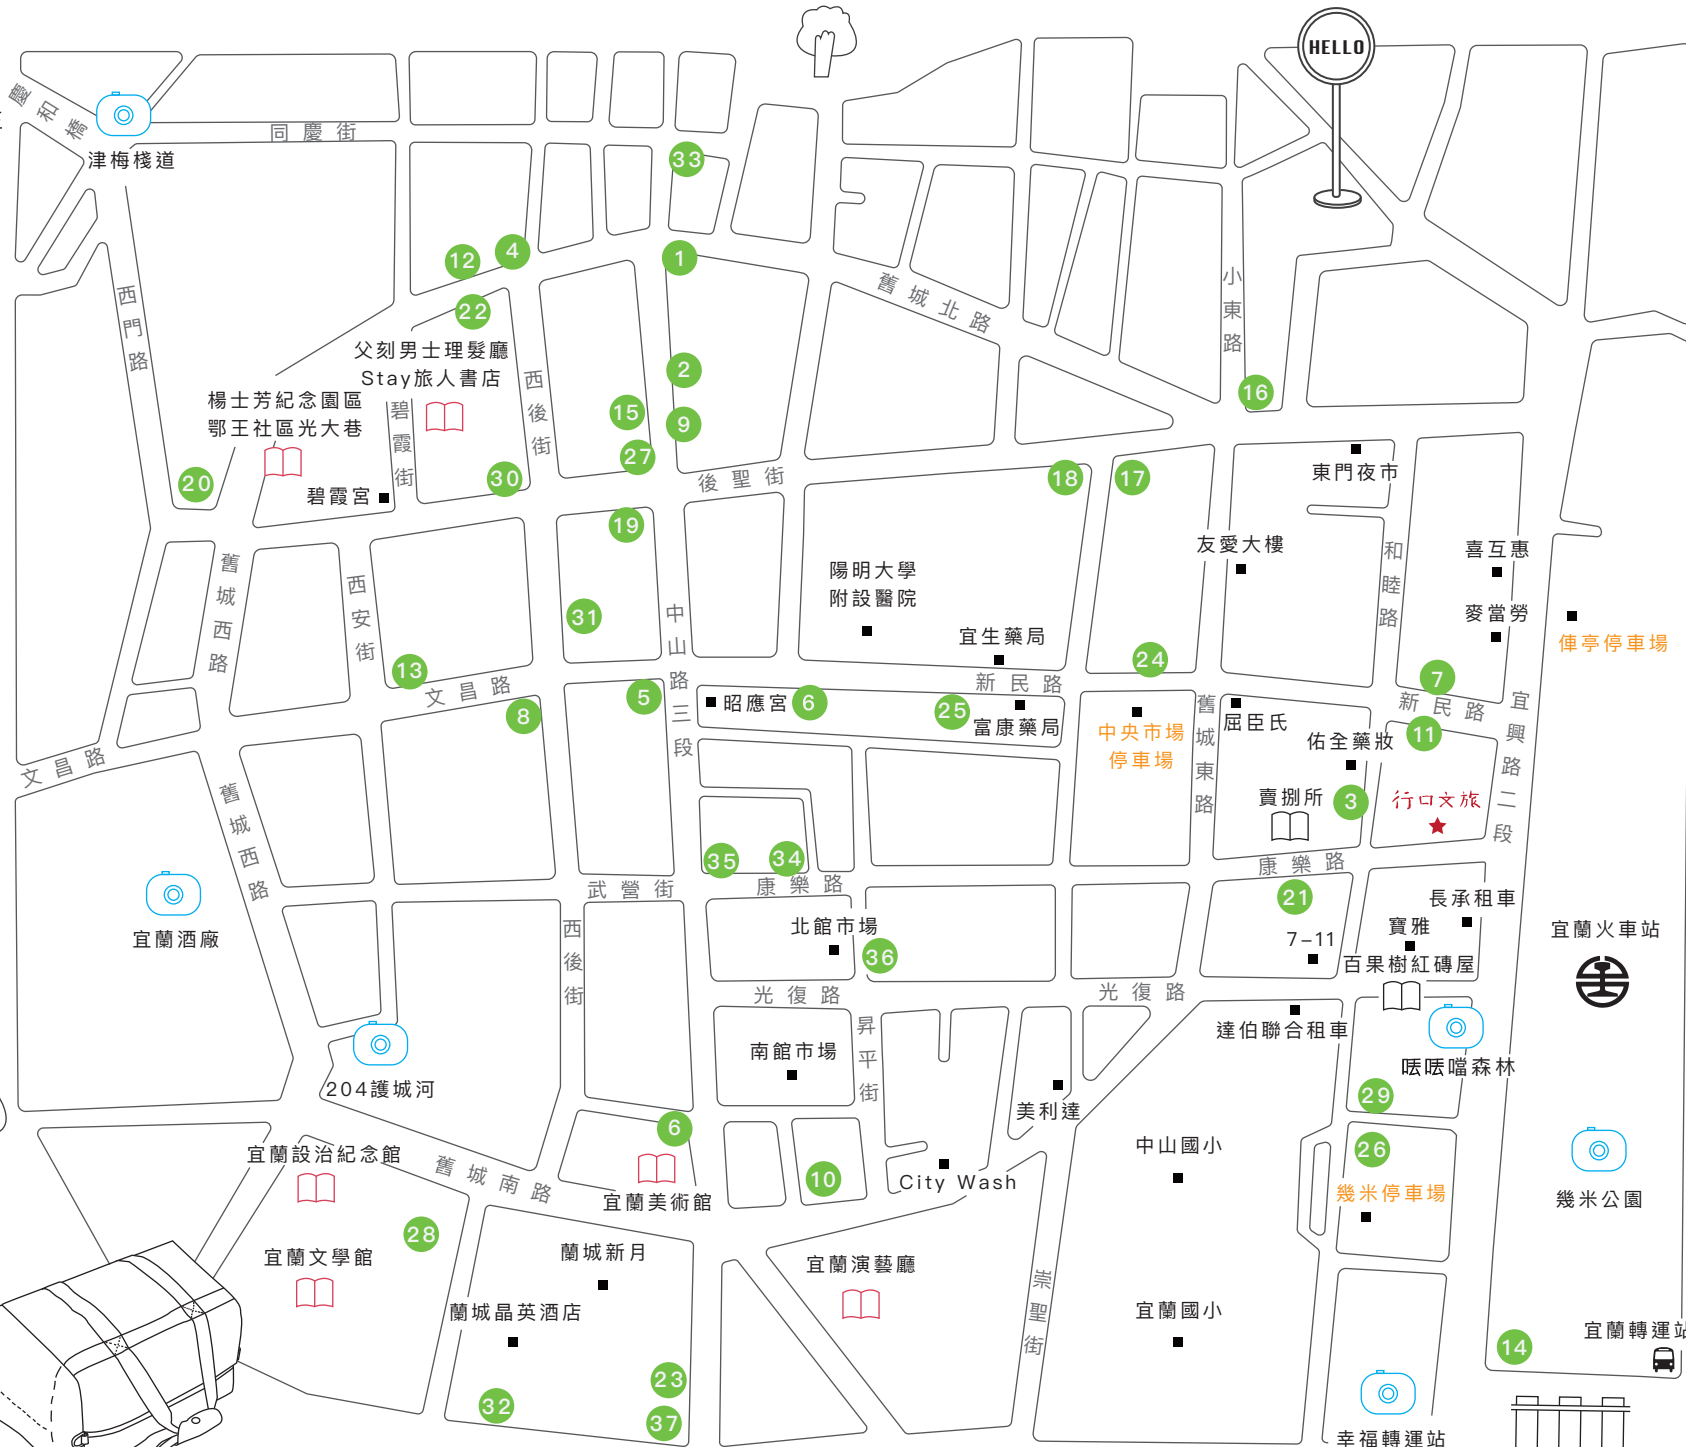 HELLO
慶和橋
津梅棧道
同慶街
33
12
4
1
22
西門路
父刻男士理髮廳
Stay旅人書店
舊城北路
小東路
楊士芳紀念園區
鄂王社區光大巷
碧霞街
西後街
2
15
9
27
16
20
碧霞宮
30
後聖街
18
17
東門夜市
19
舊城西路
西安街
31
中山路三段
陽明大學
附設醫院
宜生藥局
友愛大樓
和睦路
喜互惠
麥當勞
俥亭停車場
13
文昌路
8
5
昭應宮
6
25
新民路
富康藥局
24
中央市場
停車場
舊城東路
屈臣氏
佑全藥妝
7
新民路
11
宜興路二段
文昌路
舊城西路
賣捌所
3
行口文旅
35
34
武營街
康樂路
康樂路
宜蘭酒廠
西後街
北館市場
36
21
7-11
長承租車
寶雅
百果樹紅磚屋
宜蘭火車站
光復路
光復路
204護城河
南館市場
昇平街
美利達
達伯聯合租車
呿呿噹森林
29
6
宜蘭設治紀念館
舊城南路
宜蘭美術館
10
City Wash
中山國小
26
幾米停車場
幾米公園
28
宜蘭文學館
蘭城新月
宜蘭演藝廳
崇聖街
蘭城晶英酒店
宜蘭國小
14
宜蘭轉運站
32
23
37
幸福轉運站